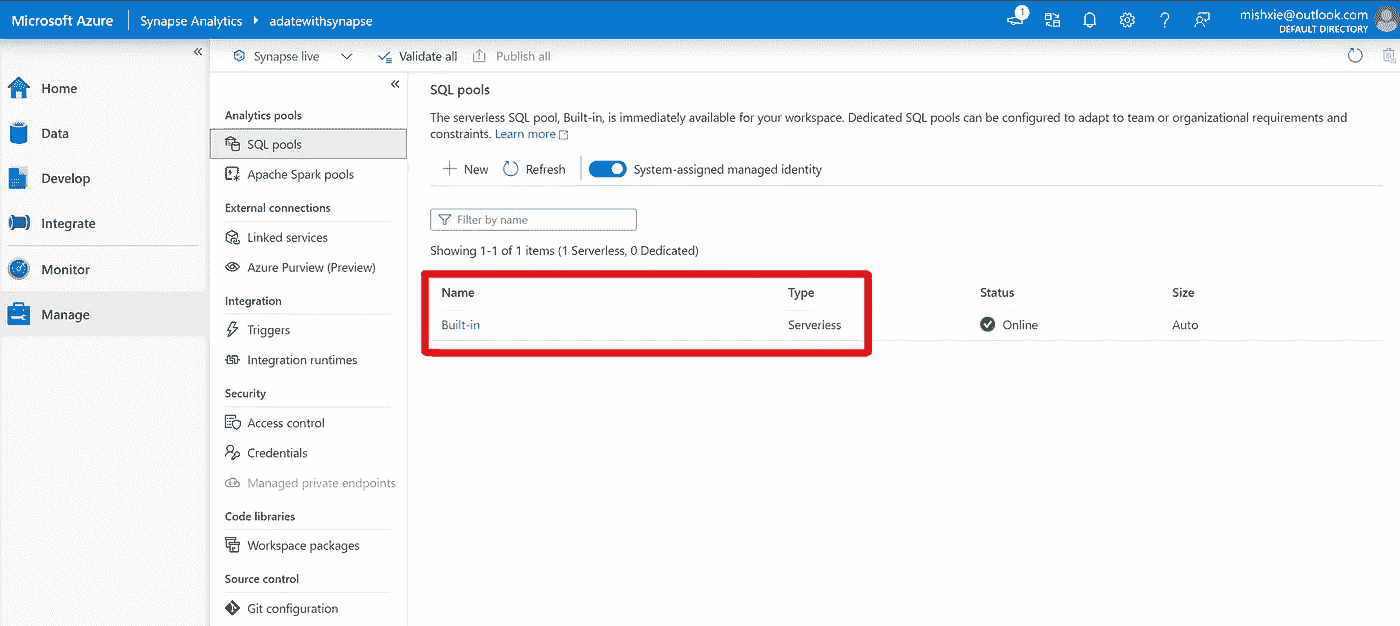 Microsoft Azure
Synapse Analytics
adatewithsynapse
1
mishxie@outlook.com
DEFAULT DIRECTORY
Synapse live
Validate all
Publish all
Home
Data
Develop
Integrate
Monitor
Manage
Analytics pools
SQL pools
Apache Spark pools
External connections
Linked services
Azure Purview (Preview)
Integration
Triggers
Integration runtimes
Security
Access control
Credentials
Managed private endpoints
Code libraries
Workspace packages
Source control
Git configuration
SQL pools
The serverless SQL pool, Built-in, is immediately available for your workspace. Dedicated SQL pools can be configured to adapt to team or organizational requirements and
constraints. Learn more
New
Refresh
System-assigned managed identity
Filter by name
Showing 1-1 of 1 items (1 Serverless, 0 Dedicated)
Name Type Status Size
Built-in Serverless Online Auto